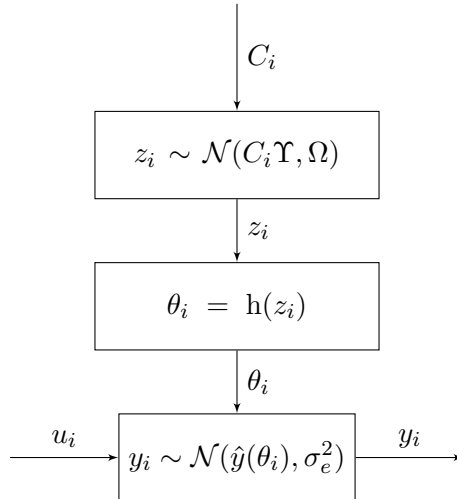 C_i
z_i ∼ 𝒩(C_iΥ, Ω)
z_i
θ_i = h(z_i)
θ_i
u_i
y_i ∼ 𝒩(ŷ(θ_i), σ_e^2)
y_i